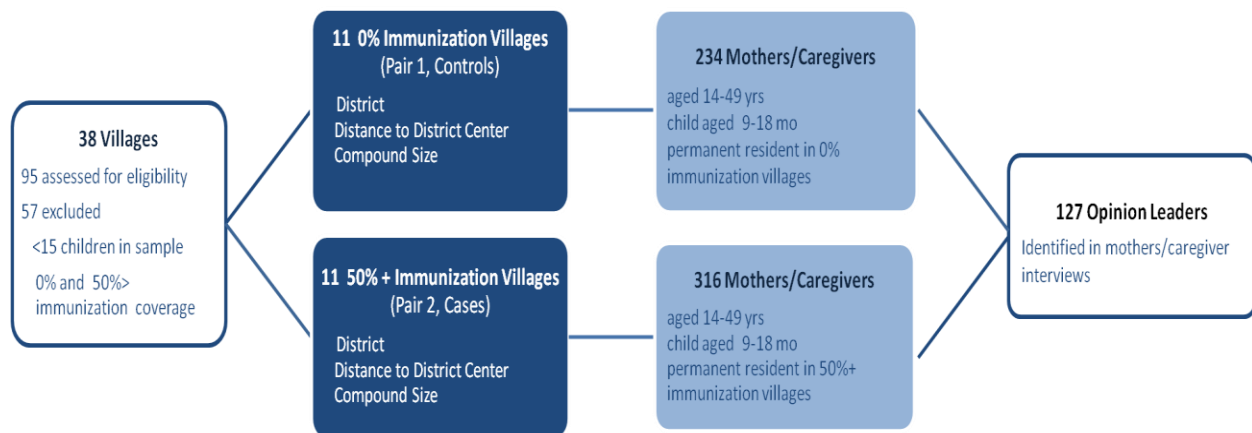 38 Villages
95 assessed for eligibility
57 excluded
<15 children in sample
0% and 50%>
immunization coverage
11 0% Immunization Villages
(Pair 1, Controls)
District
Distance to District Center
Compound Size
11 50% + Immunization Villages
(Pair 2, Cases)
District
Distance to District Center
Compound Size
234 Mothers/Caregivers
aged 14-49 yrs
child aged 9-18 mo
permanent resident in 0%
immunization villages
316 Mothers/Caregivers
aged 14-49 yrs
child aged 9-18 mo
permanent resident in 50%+
immunization villages
127 Opinion Leaders
Identified in mothers/caregiver
interviews